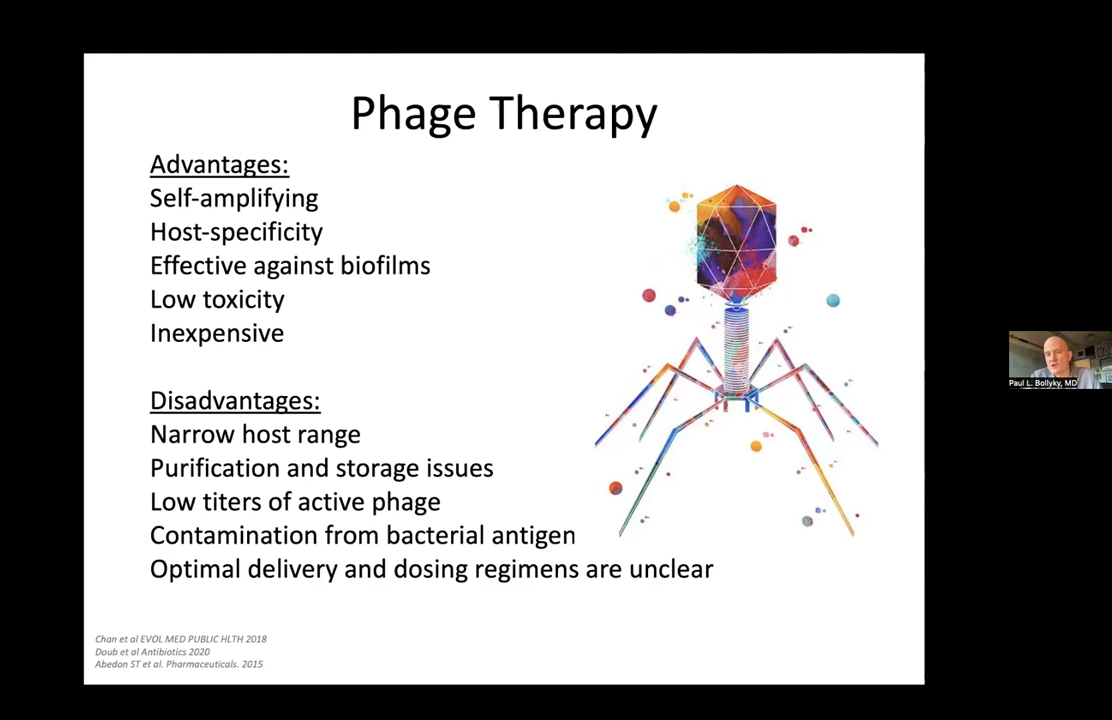 Phage Therapy
Advantages:
Self-amplifying
Host-specificity
Effective against biofilms
Low toxicity
Inexpensive
Disadvantages:
Narrow host range
Purification and storage issues
Low titers of active phage
Contamination from bacterial antigen
Optimal delivery and dosing regimens are unclear
Chan et al EVOL MED PUBLIC HLTH 2018
Doub et al Antibiotics 2020
Abedon ST et al. Pharmaceuticals. 2015
Paul L. Bollyky, MD